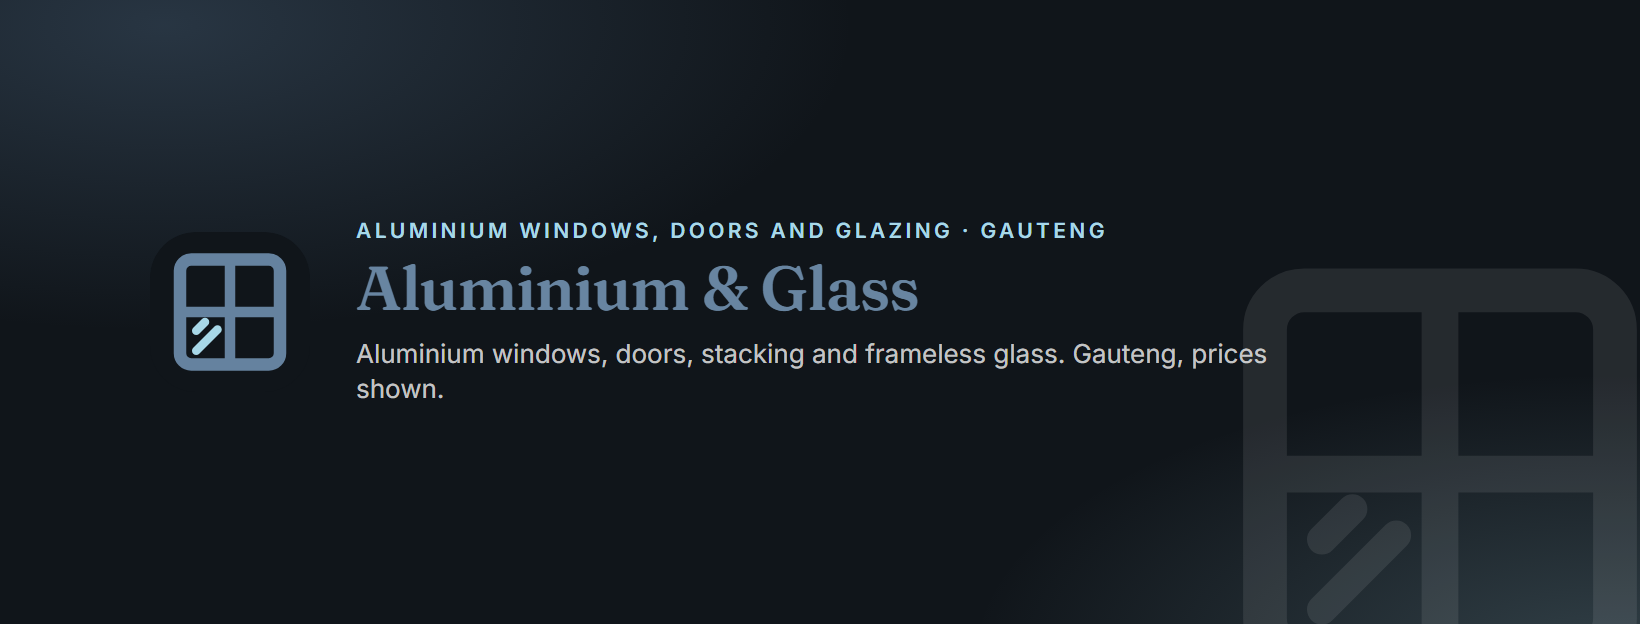 ALUMINIUM WINDOWS, DOORS AND GLAZING · GAUTENG
Aluminium & Glass
Aluminium windows, doors, stacking and frameless glass. Gauteng, prices
shown.